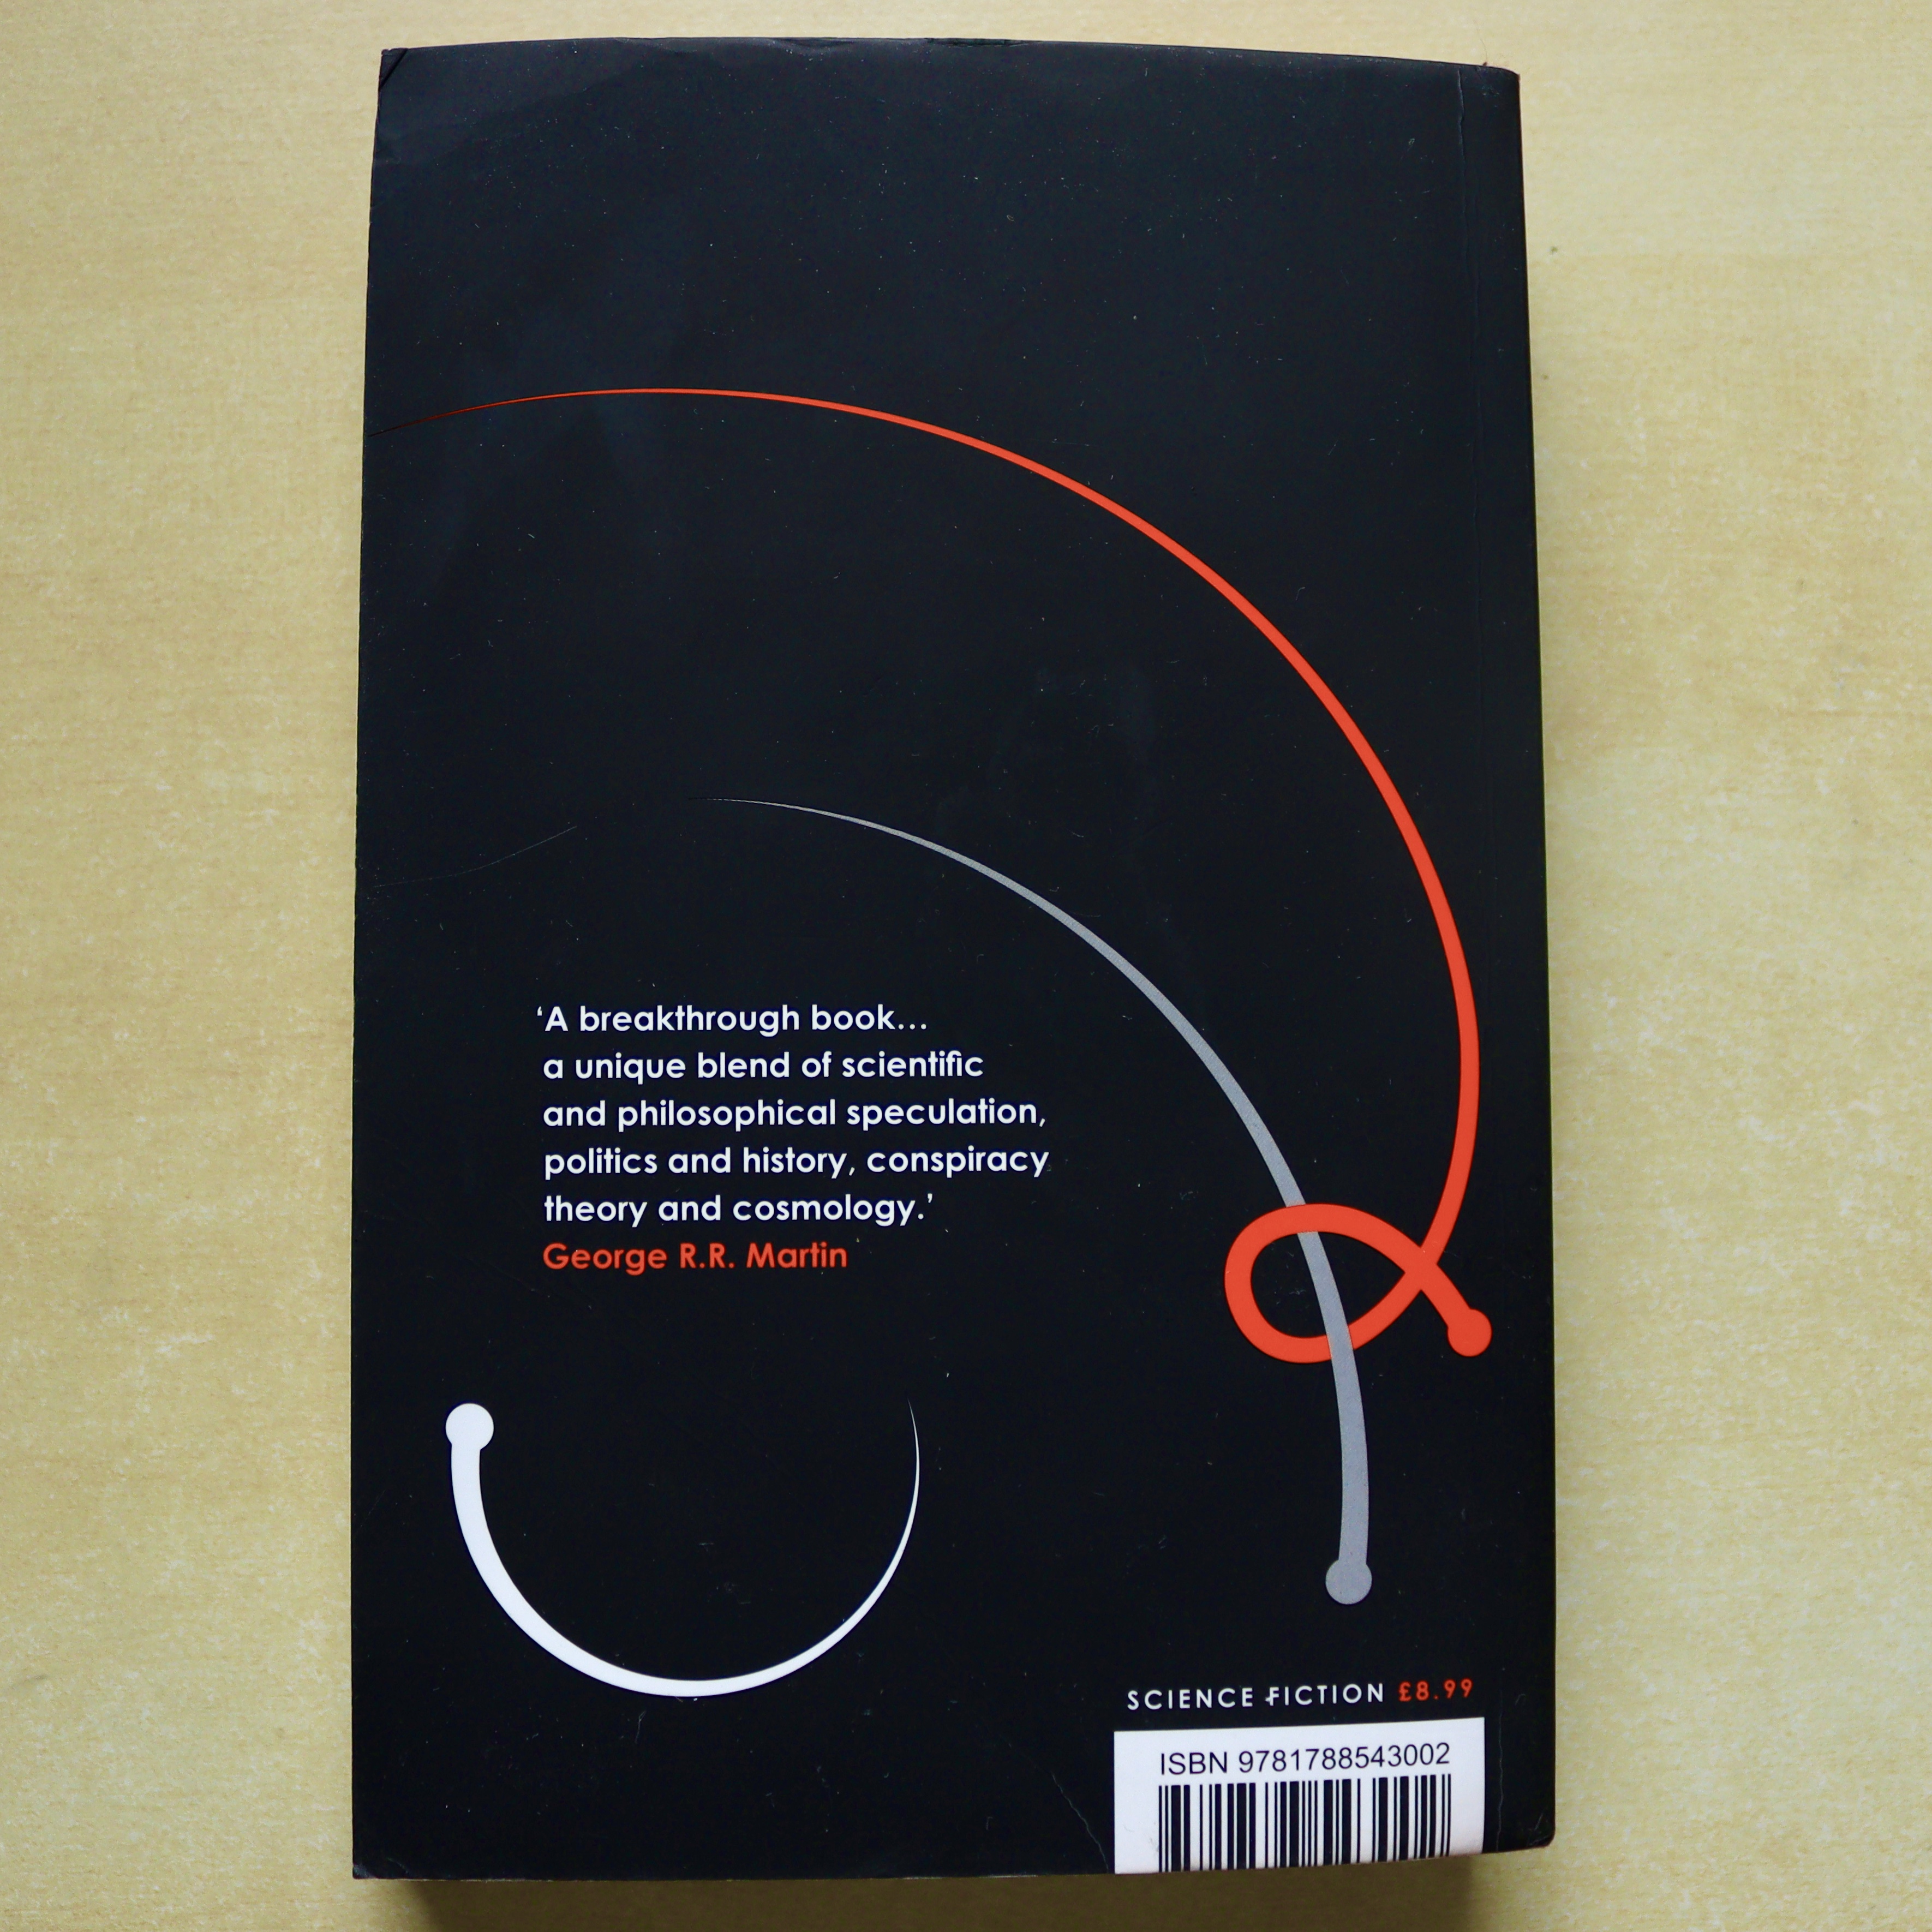 ‘A breakthrough book...
a unique blend of scientific
and philosophical speculation,
politics and history, conspiracy
theory and cosmology.’
George R.R. Martin
SCIENCE FICTION £8.99
ISBN 9781788543002